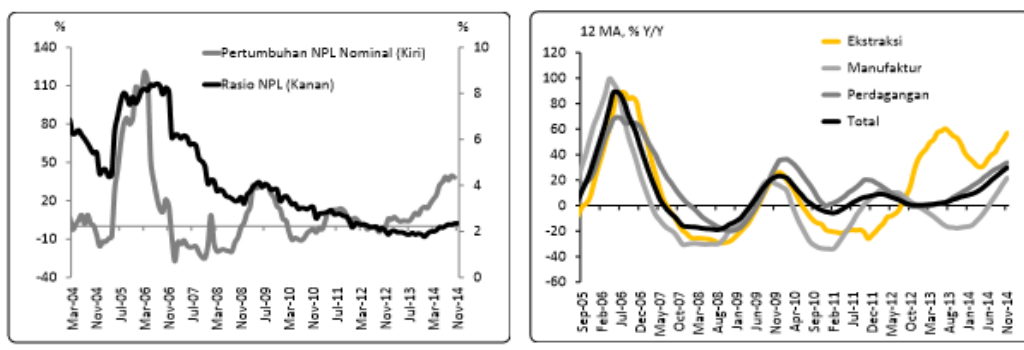 %
%
140
110
80
50
20
-10
-40
10
8
6
4
2
0
Pertumbuhan NPL Nominal (Kiri)
Rasio NPL (Kanan)
Mar-04
Nov-04
Jul-05
Mar-06
Nov-06
Jul-07
Mar-08
Nov-08
Jul-09
Mar-10
Nov-10
Jul-11
Mar-12
Nov-12
Jul-13
Mar-14
Nov-14
12 MA, % Y/Y
120
100
80
60
40
20
0
-20
-40
-60
Ekstraksi
Manufaktur
Perdagangan
Total
Sep-05
Feb-06
Jul-06
Dec-06
May-07
Oct-07
Mar-08
Aug-08
Jan-09
Jun-09
Nov-09
Apr-10
Sep-10
Feb-11
Jul-11
Dec-11
May-12
Oct-12
Mar-13
Aug-13
Jan-14
Jun-14
Nov-14